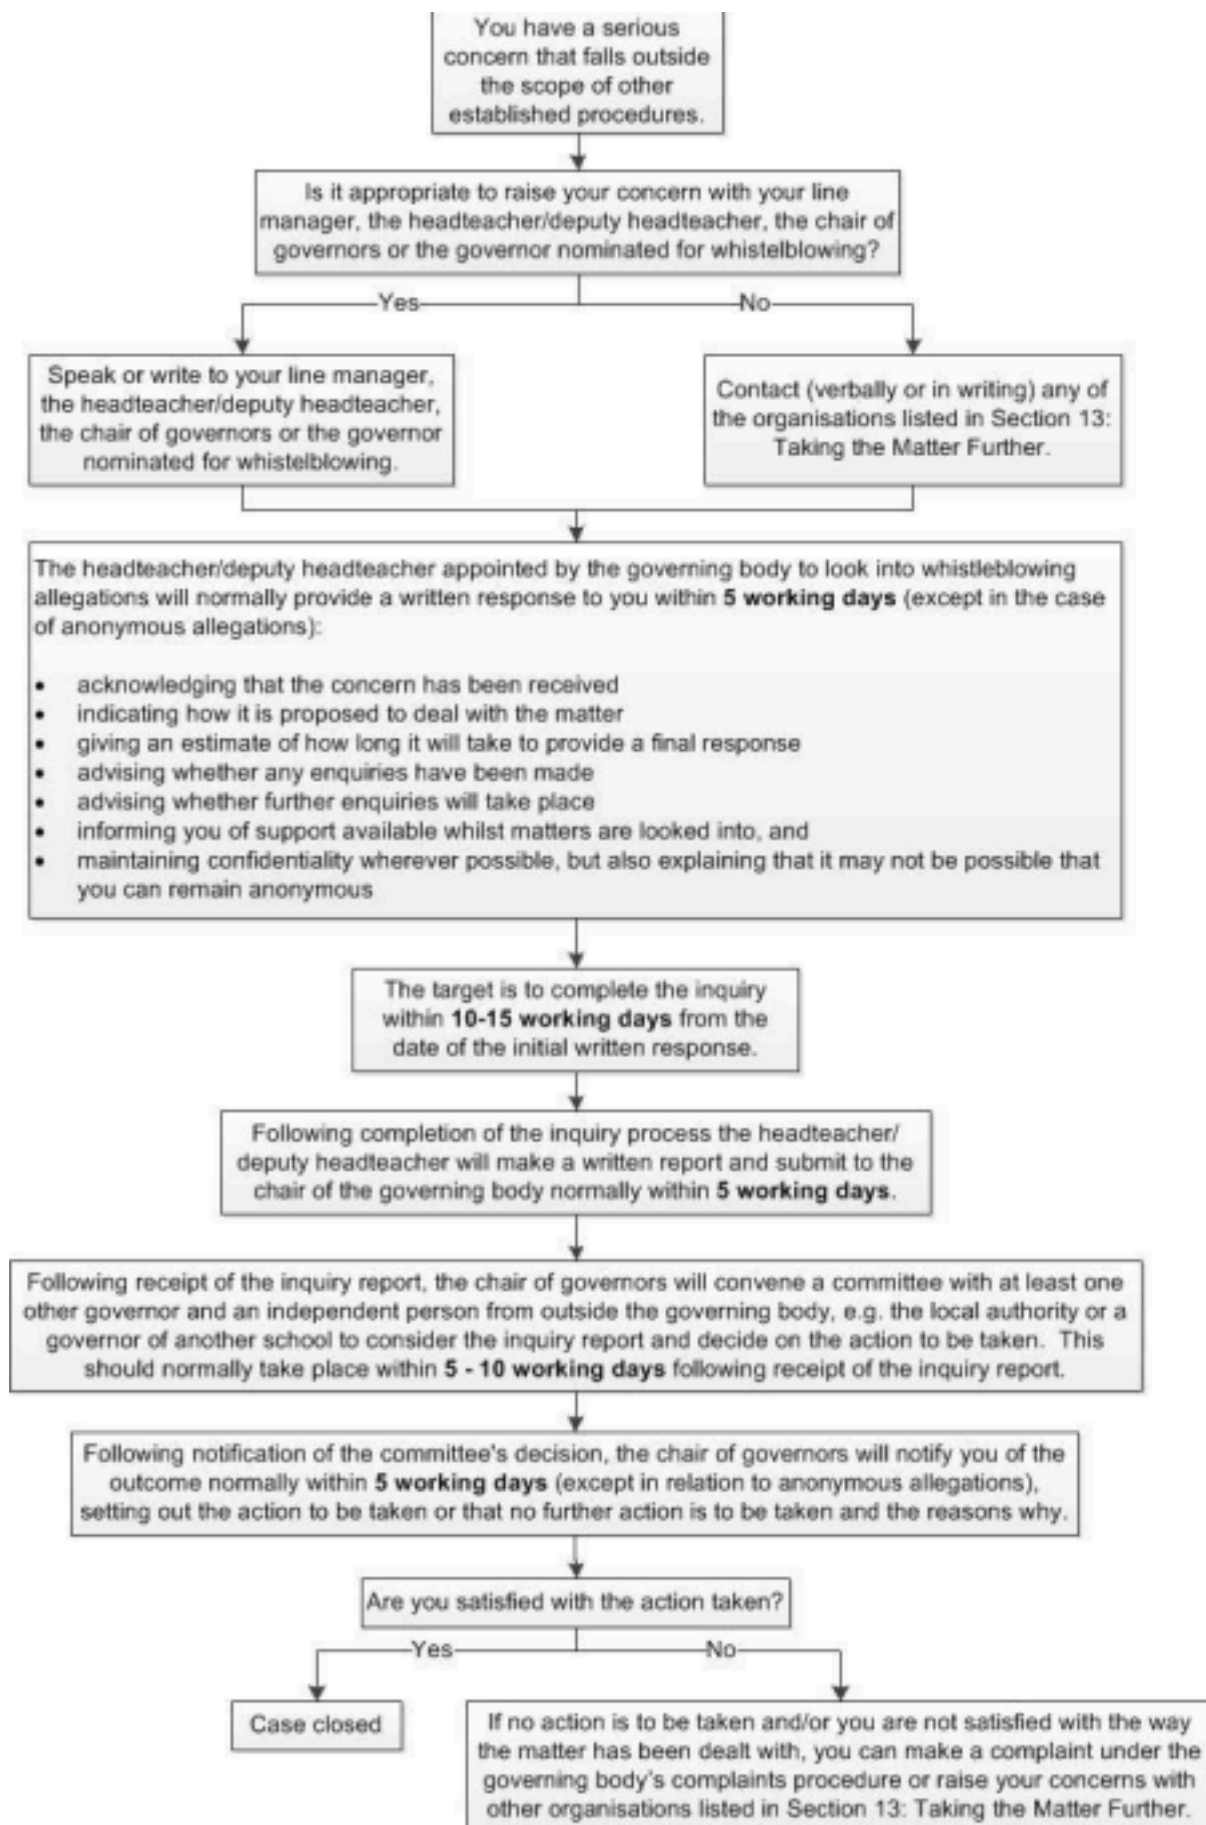 You have a serious
concern that falls outside
the scope of other
established procedures.
Is it appropriate to raise your concern with your line
manager, the headteacher/deputy headteacher, the chair of
governors or the governor nominated for whistelblowing?
Yes
No
Speak or write to your line manager,
the headteacher/deputy headteacher,
the chair of governors or the governor
nominated for whistelblowing.
Contact (verbally or in writing) any of
the organisations listed in Section 13:
Taking the Matter Further.
The headteacher/deputy headteacher appointed by the governing body to look into whistleblowing
allegations will normally provide a written response to you within 5 working days (except in the case
of anonymous allegations):
• acknowledging that the concern has been received
• indicating how it is proposed to deal with the matter
• giving an estimate of how long it will take to provide a final response
• advising whether any enquiries have been made
• advising whether further enquiries will take place
• informing you of support available whilst matters are looked into, and
• maintaining confidentiality wherever possible, but also explaining that it may not be possible that
you can remain anonymous
The target is to complete the inquiry
within 10-15 working days from the
date of the initial written response.
Following completion of the inquiry process the headteacher/
deputy headteacher will make a written report and submit to the
chair of the governing body normally within 5 working days.
Following receipt of the inquiry report, the chair of governors will convene a committee with at least one
other governor and an independent person from outside the governing body, e.g. the local authority or a
governor of another school to consider the inquiry report and decide on the action to be taken. This
should normally take place within 5 - 10 working days following receipt of the inquiry report.
Following notification of the committee's decision, the chair of governors will notify you of the
outcome normally within 5 working days (except in relation to anonymous allegations),
setting out the action to be taken or that no further action is to be taken and the reasons why.
Are you satisfied with the action taken?
Yes
No
Case closed
If no action is to be taken and/or you are not satisfied with the way
the matter has been dealt with, you can make a complaint under the
governing body's complaints procedure or raise your concerns with
other organisations listed in Section 13: Taking the Matter Further.